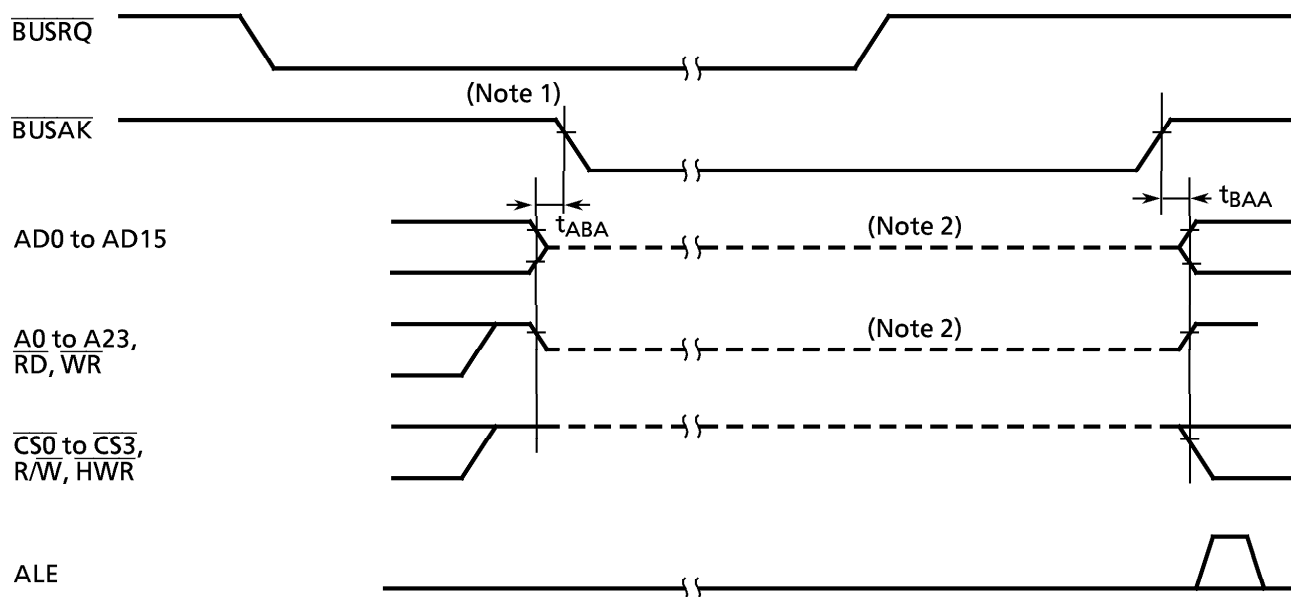 BUSRQ
(Note 1)
BUSAK
tABA
tBAA
AD0 to AD15
(Note 2)
A0 to A23,
RD, WR
(Note 2)
CS0 to CS3,
R/W, HWR
ALE